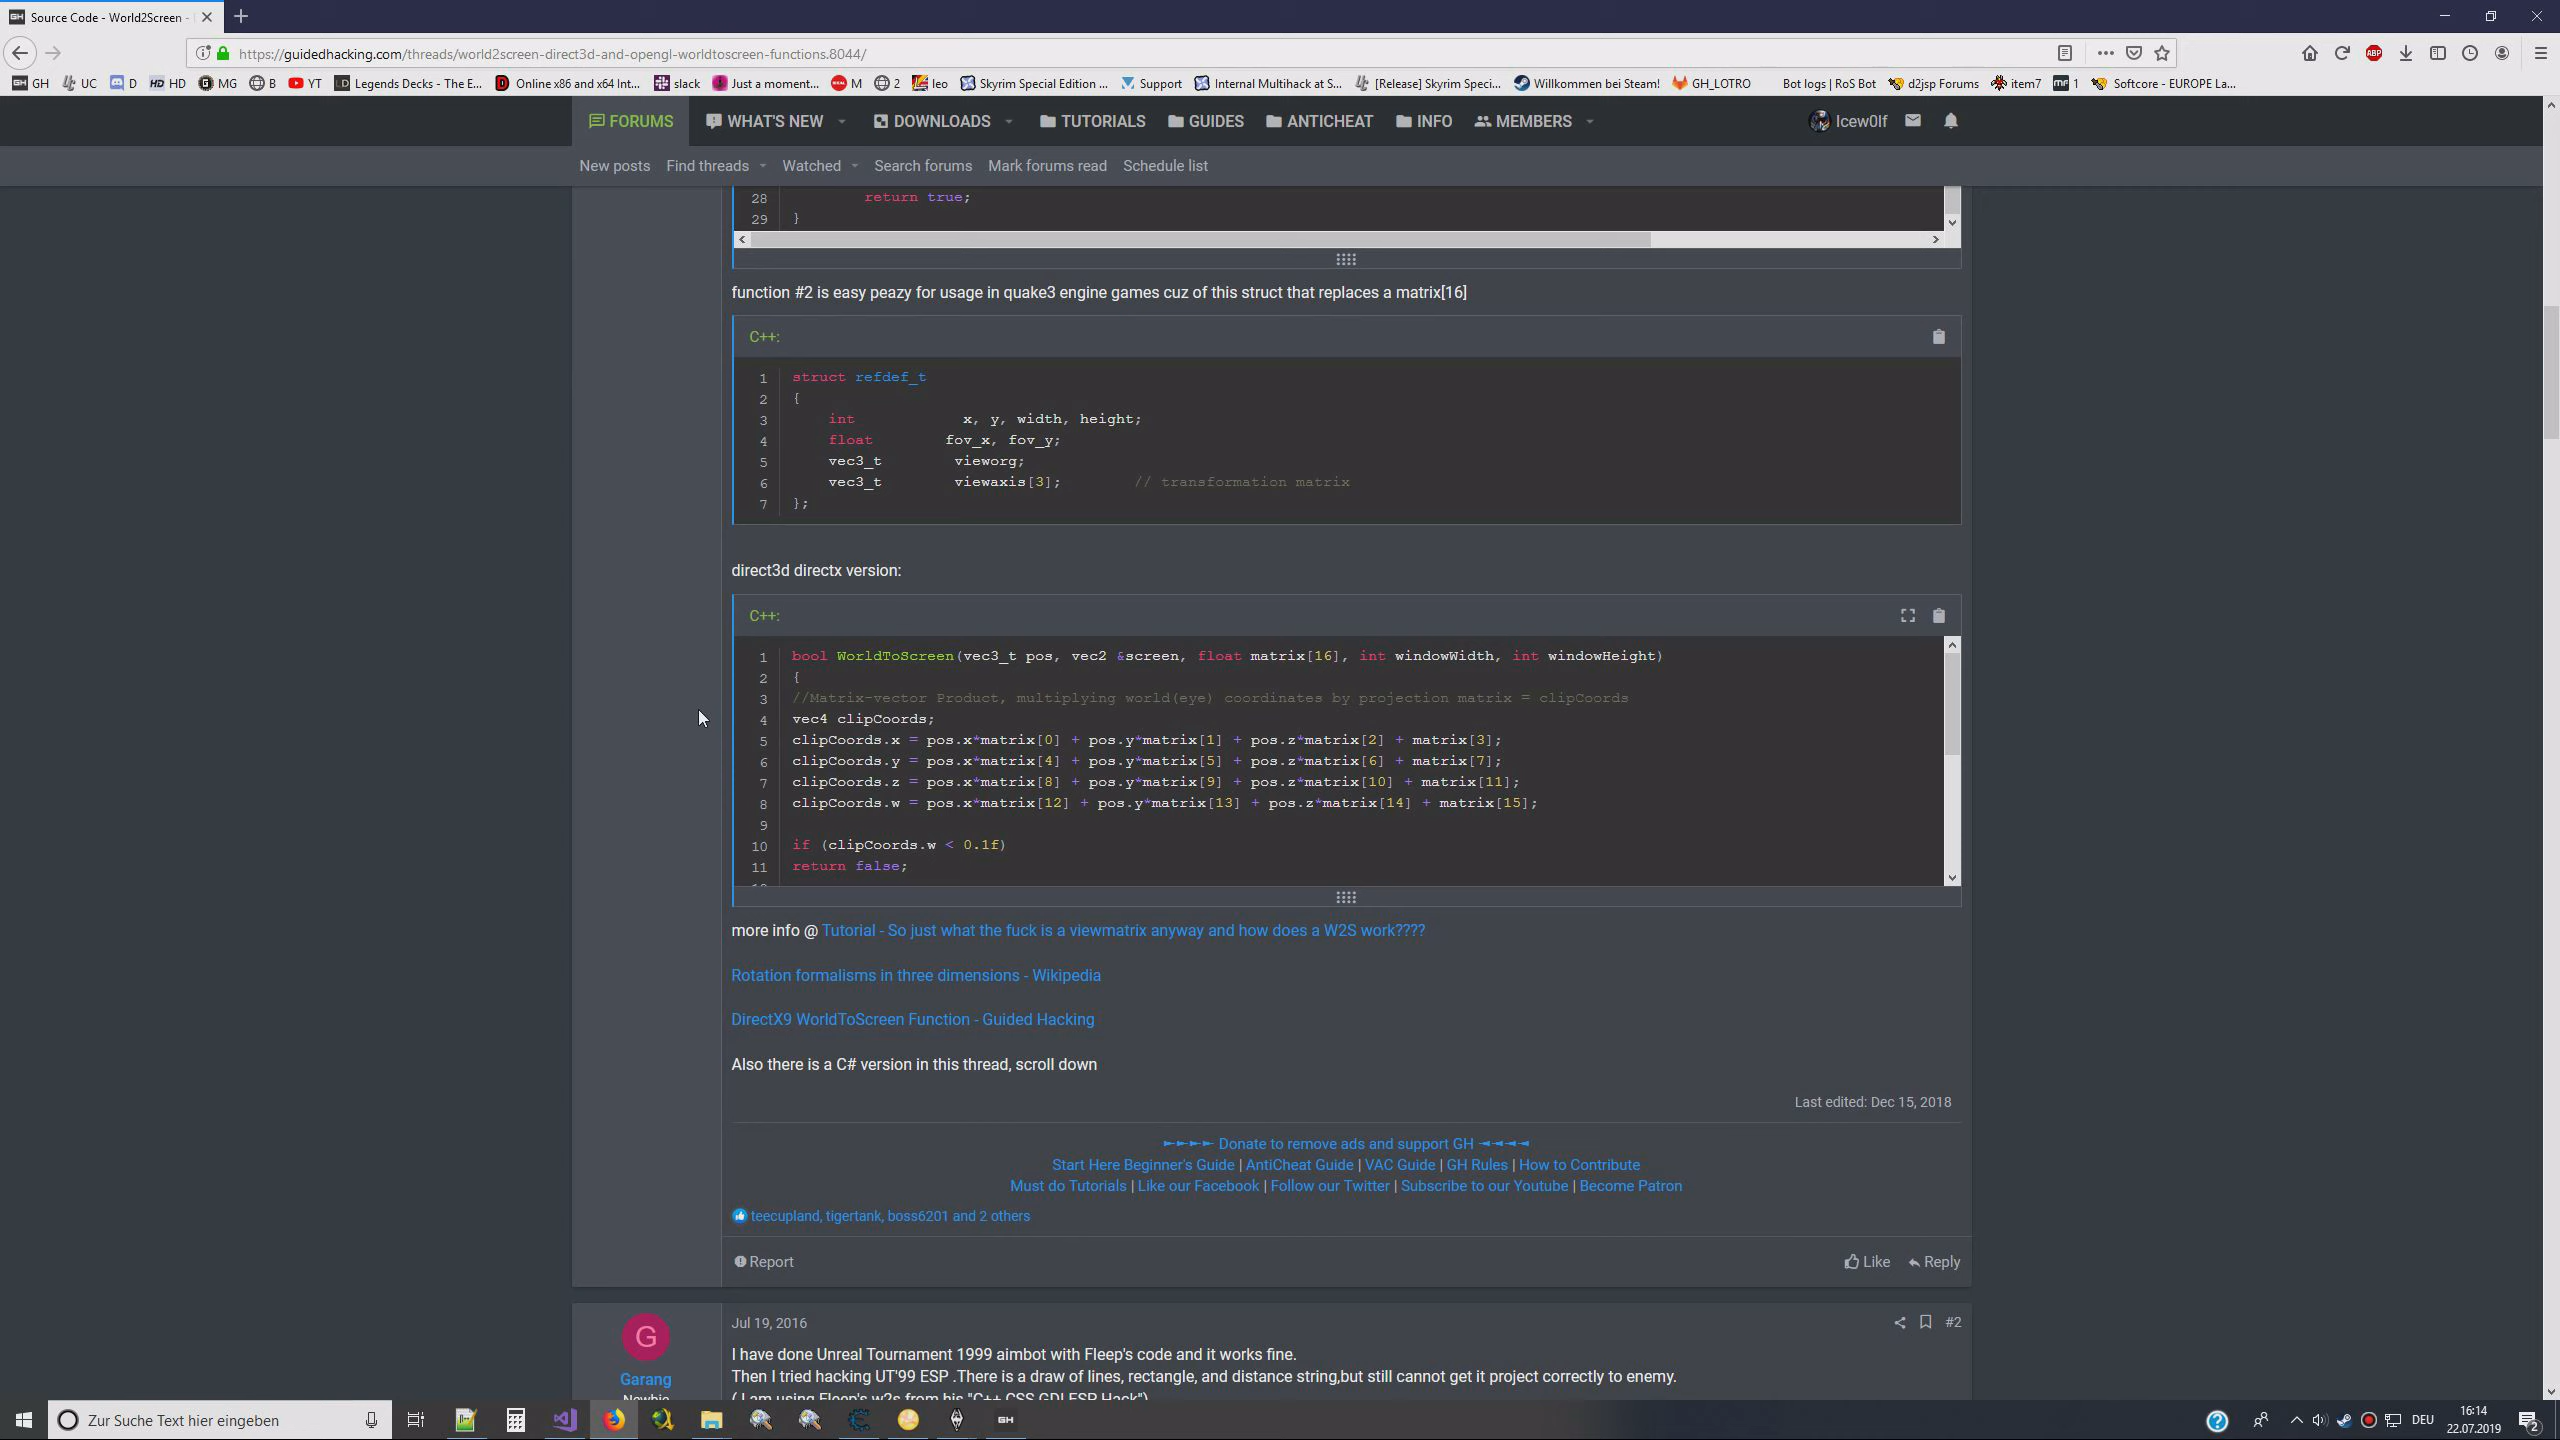 Source Code - World2Screen -
https://guidedhacking.com/threads/world2screen-direct3d-and-opengl-worldtoscreen-functions.8044/
GH UC D HD HD MG B YT Legends Decks - The E... Online x86 and x64 Int... slack Just a moment... M 2 leo Skyrim Special Edition ... Support Internal Multihack at S... [Release] Skyrim Speci... Willkommen bei Steam! GH_LOTRO Bot logs | RoS Bot d2jsp Forums item7 1 Softcore - EUROPE La...
FORUMS WHAT'S NEW DOWNLOADS TUTORIALS GUIDES ANTICHEAT INFO MEMBERS Icew0lf
New posts Find threads Watched Search forums Mark forums read Schedule list
28 return true;
29 }
function #2 is easy peazy for usage in quake3 engine games cuz of this struct that replaces a matrix[16]
C++:
1 struct refdef_t
2 {
3 int x, y, width, height;
4 float fov_x, fov_y;
5 vec3_t vieworg;
6 vec3_t viewaxis[3]; // transformation matrix
7 };
direct3d directx version:
C++:
1 bool WorldToScreen(vec3_t pos, vec2 &screen, float matrix[16], int windowWidth, int windowHeight)
2 {
3 //Matrix-vector Product, multiplying world(eye) coordinates by projection matrix = clipCoords
4 vec4 clipCoords;
5 clipCoords.x = pos.x*matrix[0] + pos.y*matrix[1] + pos.z*matrix[2] + matrix[3];
6 clipCoords.y = pos.x*matrix[4] + pos.y*matrix[5] + pos.z*matrix[6] + matrix[7];
7 clipCoords.z = pos.x*matrix[8] + pos.y*matrix[9] + pos.z*matrix[10] + matrix[11];
8 clipCoords.w = pos.x*matrix[12] + pos.y*matrix[13] + pos.z*matrix[14] + matrix[15];
9
10 if (clipCoords.w < 0.1f)
11 return false;
more info @ Tutorial - So just what the fuck is a viewmatrix anyway and how does a W2S work????
Rotation formalisms in three dimensions - Wikipedia
DirectX9 WorldToScreen Function - Guided Hacking
Also there is a C# version in this thread, scroll down
Last edited: Dec 15, 2018
Donate to remove ads and support GH
Start Here Beginner's Guide | AntiCheat Guide | VAC Guide | GH Rules | How to Contribute
Must do Tutorials | Like our Facebook | Follow our Twitter | Subscribe to our Youtube | Become Patron
teecupland, tigertank, boss6201 and 2 others
Report Like Reply
G
Garang
Newbie
Jul 19, 2016 #2
I have done Unreal Tournament 1999 aimbot with Fleep's code and it works fine.
Then I tried hacking UT'99 ESP .There is a draw of lines, rectangle, and distance string,but still cannot get it project correctly to enemy.
( I am using Fleep's w2s from his "C++ CSS GDI ESP Hack")
Zur Suche Text hier eingeben
GH
DEU
16:14
22.07.2019
2